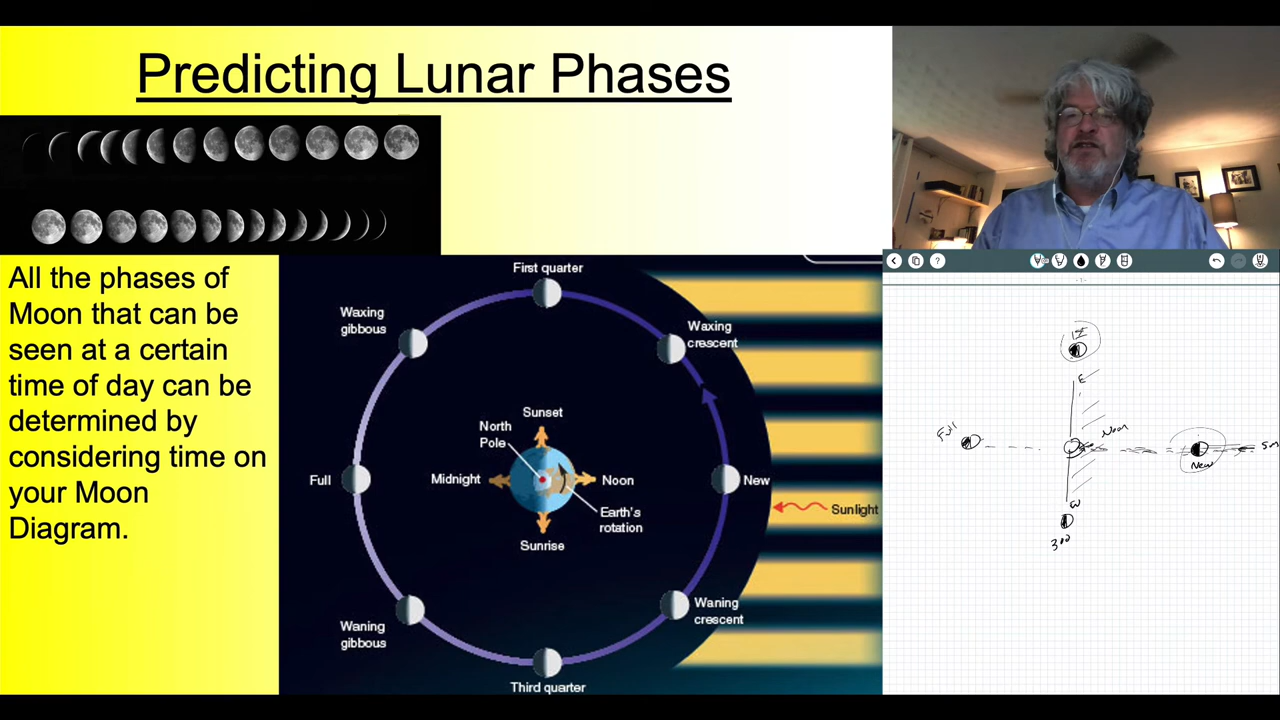 Predicting Lunar Phases
All the phases of
Moon that can be
seen at a certain
time of day can be
determined by
considering time on
your Moon
Diagram.
First quarter
Waxing
gibbous
Waxing
crescent
Sunset
North
Pole
Full
Midnight
Noon
New
Earth's
rotation
Sunlight
Sunrise
Waning
gibbous
Waning
crescent
Third quarter
?
E
Full
Noon
New
W